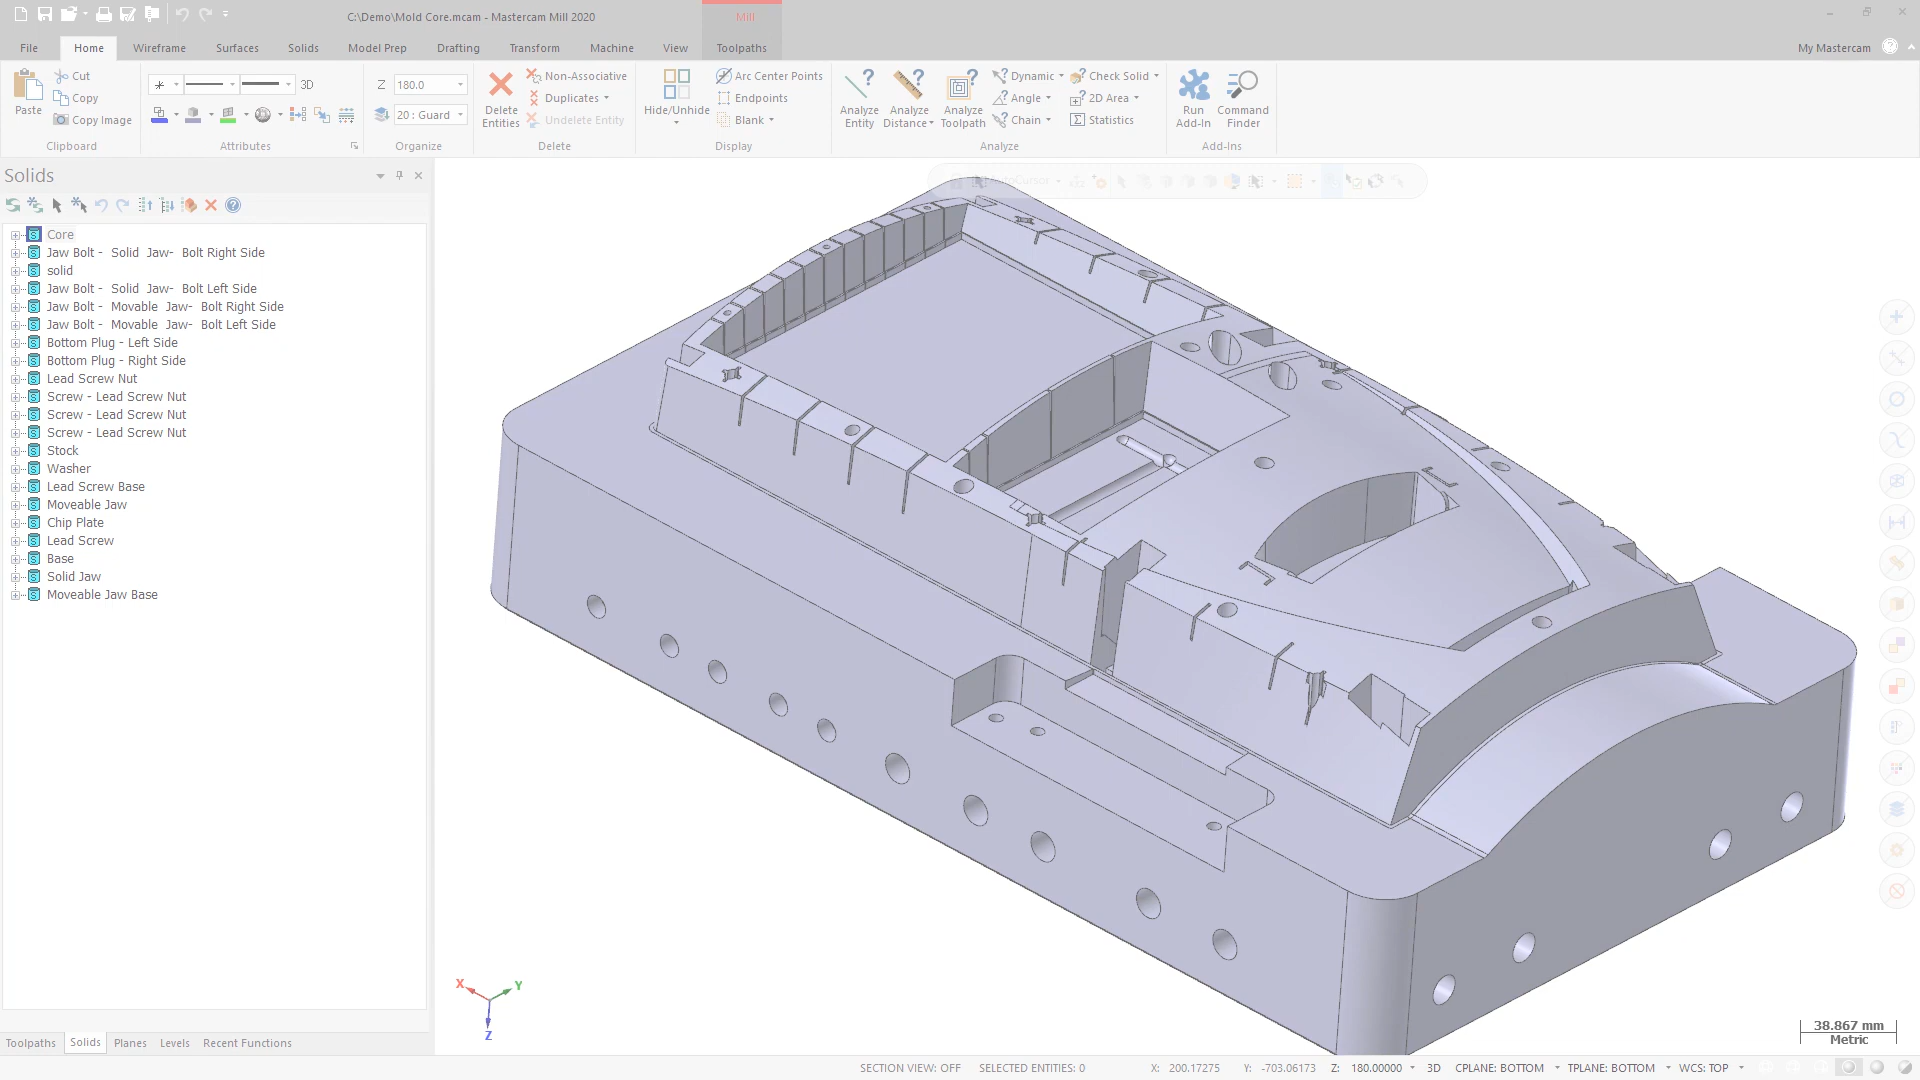 C:\Demo\Mold Core.mcam - Mastercam Mill 2020
Mill
File Home Wireframe Surfaces Solids Model Prep Drafting Transform Machine View Toolpaths My Mastercam
Paste
Cut
Copy
Copy Image
Clipboard
3D
Attributes
Z 180.0
20 : Guard
Organize
Delete Entities
Non-Associative
Duplicates
Undelete Entity
Delete
Hide/Unhide
Arc Center Points
Endpoints
Blank
Display
Analyze Entity
Analyze Distance
Analyze Toolpath
Dynamic
Angle
Chain
Check Solid
2D Area
Statistics
Analyze
Run Add-In
Command Finder
Add-Ins
Solids
AutoCursor
Core
Jaw Bolt - Solid Jaw- Bolt Right Side
solid
Jaw Bolt - Solid Jaw- Bolt Left Side
Jaw Bolt - Movable Jaw- Bolt Right Side
Jaw Bolt - Movable Jaw- Bolt Left Side
Bottom Plug - Left Side
Bottom Plug - Right Side
Lead Screw Nut
Screw - Lead Screw Nut
Screw - Lead Screw Nut
Screw - Lead Screw Nut
Stock
Washer
Lead Screw Base
Moveable Jaw
Chip Plate
Lead Screw
Base
Solid Jaw
Moveable Jaw Base
X
Y
Z
38.867 mm
Metric
Toolpaths Solids Planes Levels Recent Functions
SECTION VIEW: OFF SELECTED ENTITIES: 0 X: 200.17275 Y: -703.06173 Z: 180.00000 3D CPLANE: BOTTOM TPLANE: BOTTOM WCS: TOP